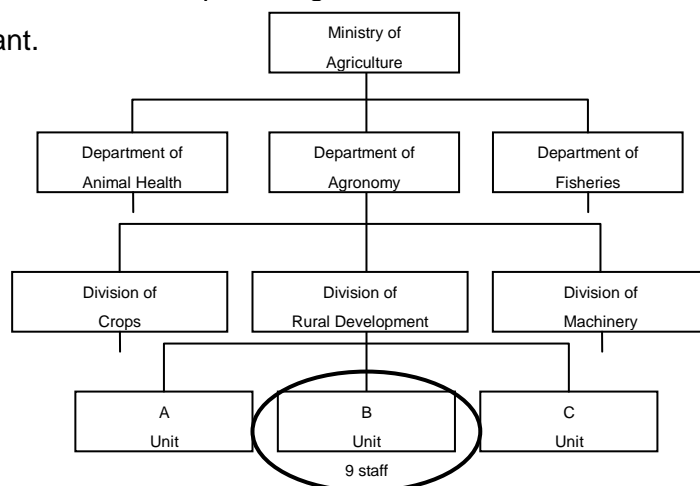 ant.
Ministry of
Agriculture
Department of
Animal Health
Department of
Agronomy
Department of
Fisheries
Division of
Crops
Division of
Rural Development
Division of
Machinery
A
Unit
B
Unit
C
Unit
9 staff